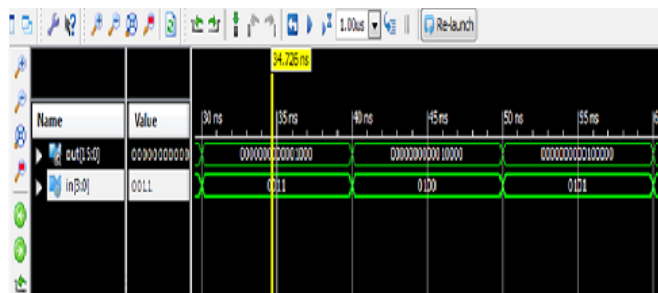 1.00us Re-launch
34.726 ns
Name Value 30 ns 35 ns 40 ns 45 ns 50 ns 55 ns
out[15:0] 00000000000 0000000000001000 0000000000010000 0000000000100000
in[3:0] 0011 0011 0100 0101